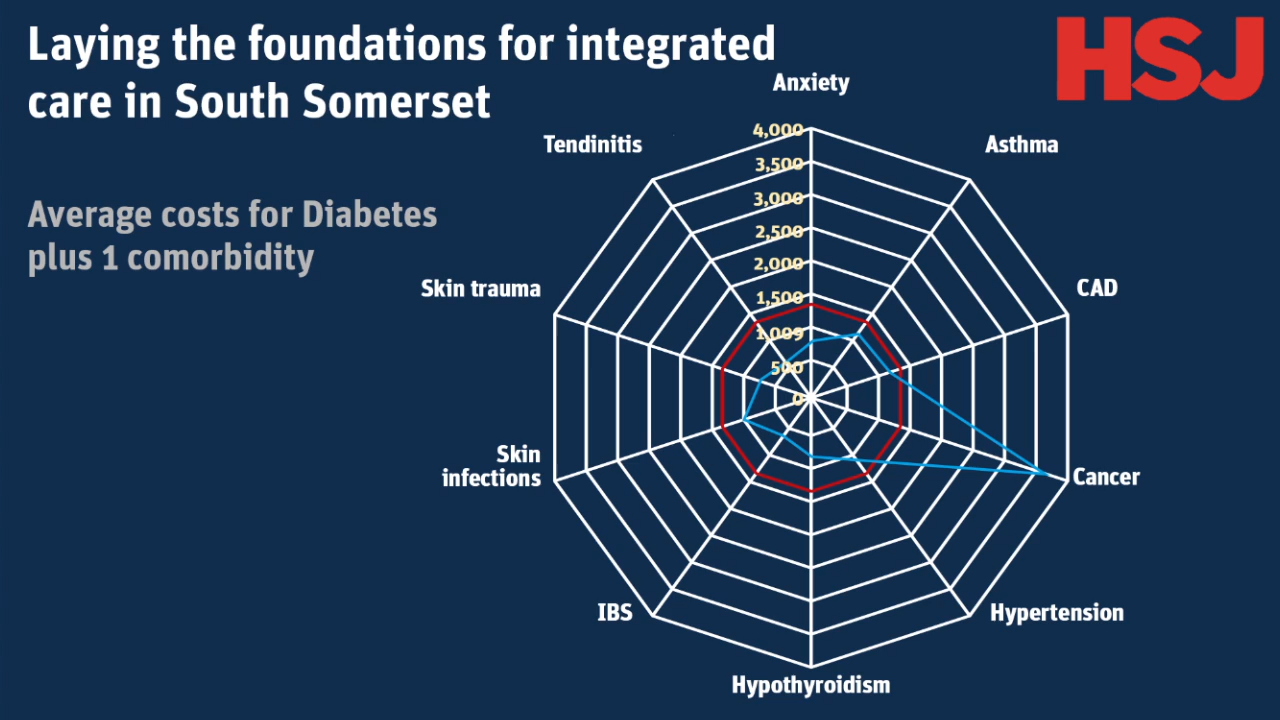 Laying the foundations for integrated
care in South Somerset
HSJ
Average costs for Diabetes
plus 1 comorbidity
Anxiety
Asthma
CAD
Cancer
Hypertension
Hypothyroidism
IBS
Skin
infections
Skin trauma
Tendinitis
4,000
3,500
3,000
2,500
2,000
1,500
1,009
500
0